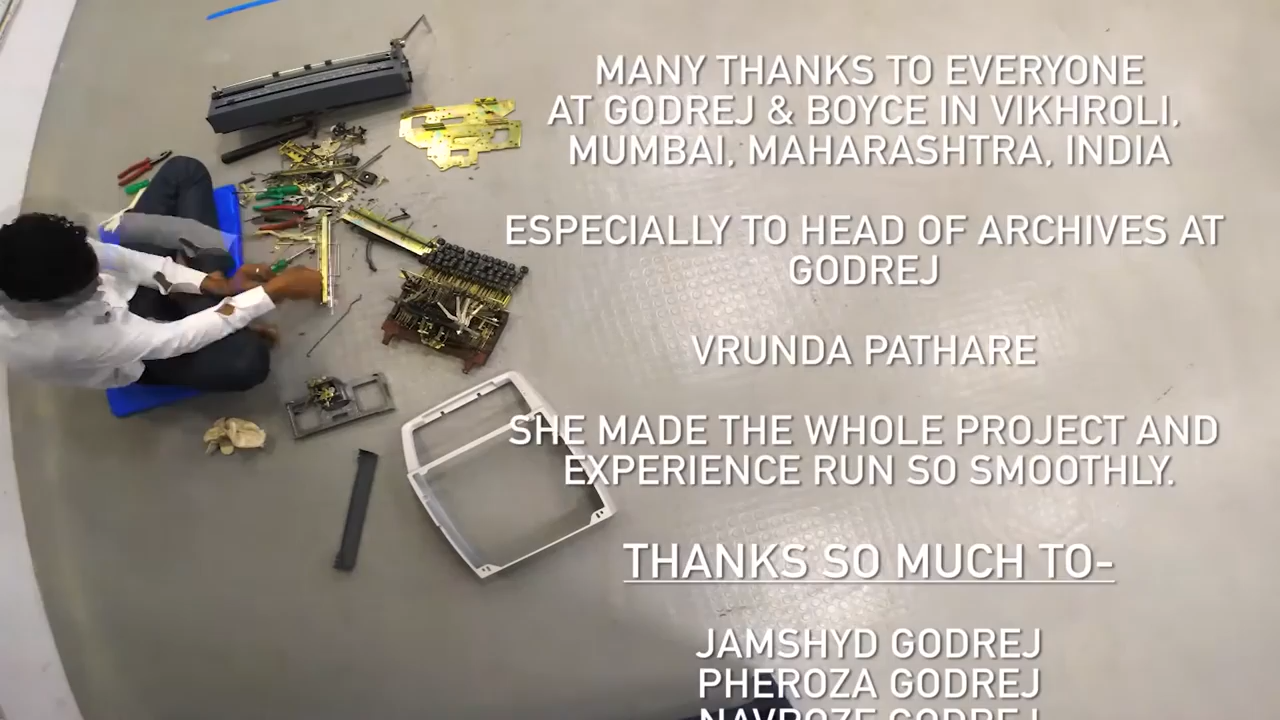 MANY THANKS TO EVERYONE
AT GODREJ & BOYCE IN VIKHROLI,
MUMBAI, MAHARASHTRA, INDIA
ESPECIALLY TO HEAD OF ARCHIVES AT
GODREJ
VRUNDA PATHARE
SHE MADE THE WHOLE PROJECT AND
EXPERIENCE RUN SO SMOOTHLY.
THANKS SO MUCH TO-
JAMSHYD GODREJ
PHEROZA GODREJ
NAVROZE GODREJ